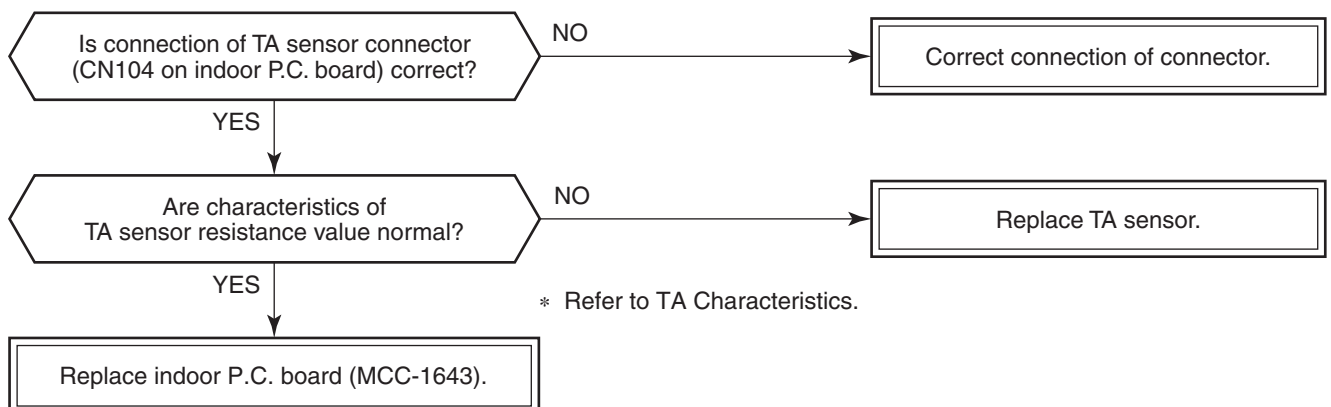 Is connection of TA sensor connector
(CN104 on indoor P.C. board) correct?
NO
Correct connection of connector.
YES
Are characteristics of
TA sensor resistance value normal?
NO
Replace TA sensor.
YES
* Refer to TA Characteristics.
Replace indoor P.C. board (MCC-1643).